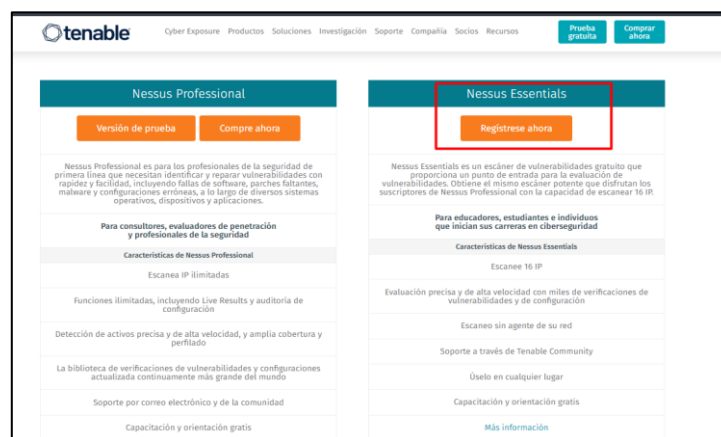 tenable
Cyber Exposure Productos Soluciones Investigación Soporte Compañía Socios Recursos
Prueba
gratuita
Comprar
ahora
Nessus Professional
Versión de prueba
Compre ahora
Nessus Professional es para los profesionales de la seguridad de
primera línea que necesitan identificar y reparar vulnerabilidades con
rapidez y facilidad, incluyendo fallas de software, parches faltantes,
malware y configuraciones erróneas, a lo largo de diversos sistemas
operativos, dispositivos y aplicaciones.
Para consultores, evaluadores de penetración
y profesionales de la seguridad
Características de Nessus Professional
Escanea IP ilimitadas
Funciones ilimitadas, incluyendo Live Results y auditoría de
configuración
Detección de activos precisa y de alta velocidad, y amplia cobertura y
perfilado
La biblioteca de verificaciones de vulnerabilidades y configuraciones
actualizada continuamente más grande del mundo
Soporte por correo electrónico y de la comunidad
Capacitación y orientación gratis
Nessus Essentials
Regístrese ahora
Nessus Essentials es un escáner de vulnerabilidades gratuito que
proporciona un punto de entrada para la evaluación de
vulnerabilidades. Obtiene el mismo escáner potente que disfrutan los
suscriptores de Nessus Professional con la capacidad de escanear 16 IP.
Para educadores, estudiantes e individuos
que inician sus carreras en ciberseguridad
Características de Nessus Essentials
Escanee 16 IP
Evaluación precisa y de alta velocidad con miles de verificaciones de
vulnerabilidades y de configuración
Escaneo sin agente de su red
Soporte a través de Tenable Community
Úselo en cualquier lugar
Capacitación y orientación gratis
Más información